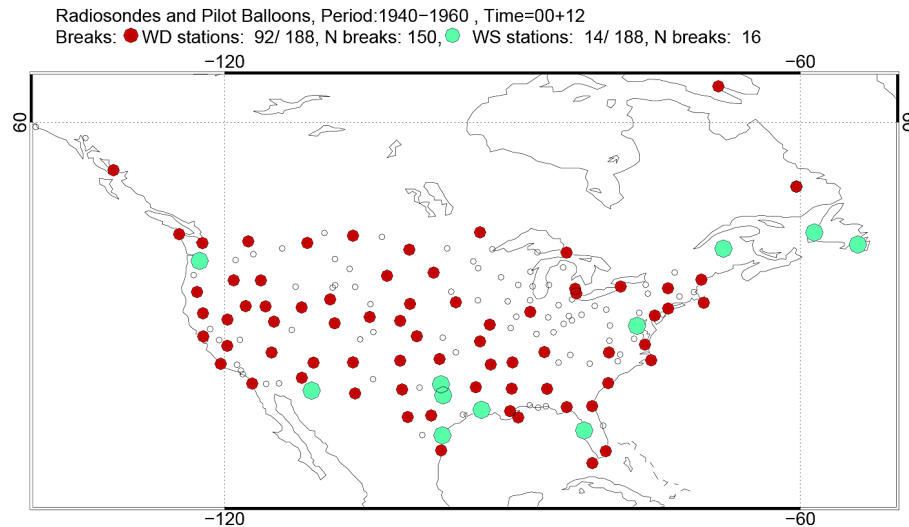 Radiosondes and Pilot Balloons, Period:1940−1960 , Time=00+12
Breaks: WD stations: 92/ 188, N breaks: 150, WS stations: 14/ 188, N breaks: 16
−120 −60
60 60
−120 −60